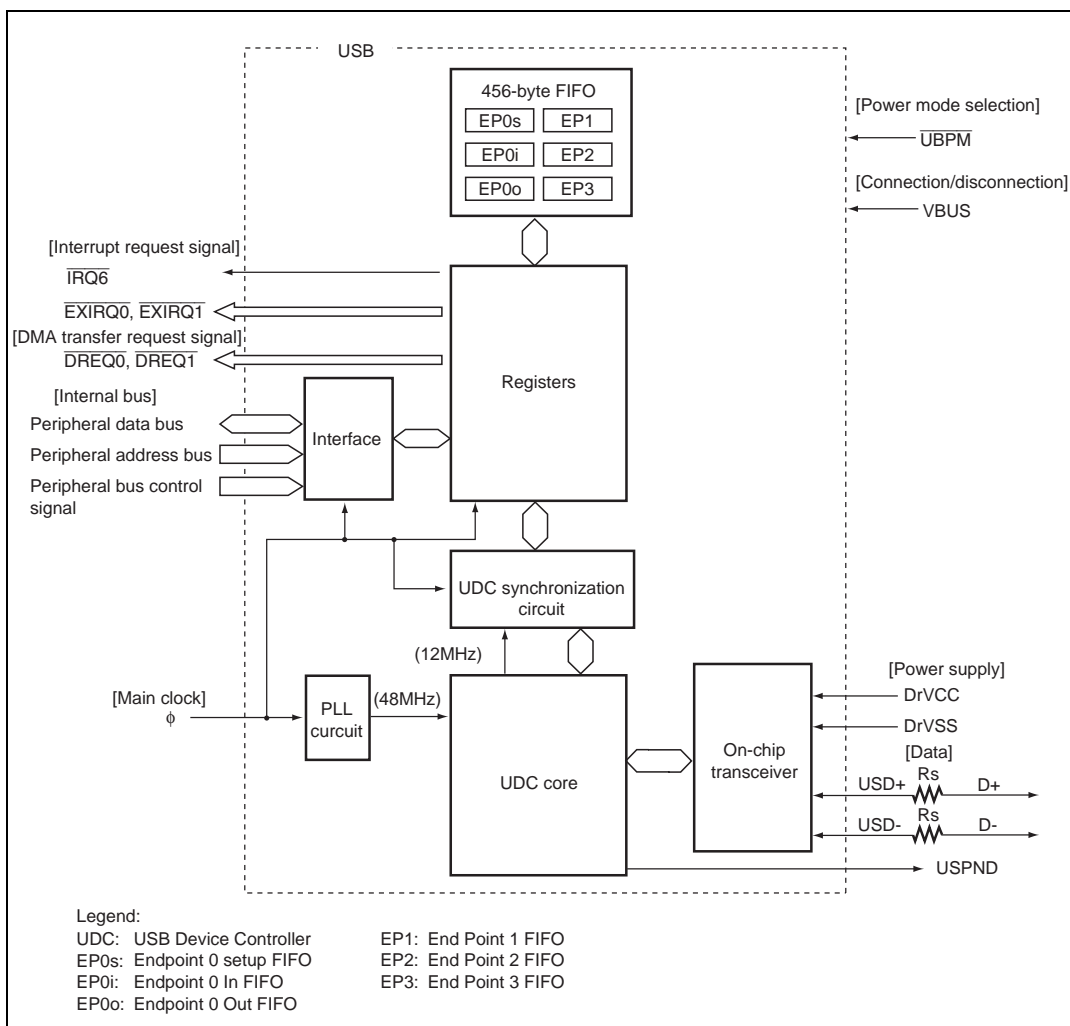 USB
456-byte FIFO
EP0s EP1
EP0i EP2
EP0o EP3
[Power mode selection]
UBPM
[Connection/disconnection]
VBUS
[Interrupt request signal]
IRQ6
EXIRQ0, EXIRQ1
[DMA transfer request signal]
DREQ0, DREQ1
[Internal bus]
Peripheral data bus
Peripheral address bus
Peripheral bus control
signal
Interface
Registers
UDC synchronization
circuit
(12MHz)
[Main clock]
φ
PLL
curcuit
(48MHz)
UDC core
On-chip
transceiver
[Power supply]
DrVCC
DrVSS
[Data]
USD+ Rs D+
USD- Rs D-
USPND
Legend:
UDC: USB Device Controller
EP0s: Endpoint 0 setup FIFO
EP0i: Endpoint 0 In FIFO
EP0o: Endpoint 0 Out FIFO
EP1: End Point 1 FIFO
EP2: End Point 2 FIFO
EP3: End Point 3 FIFO